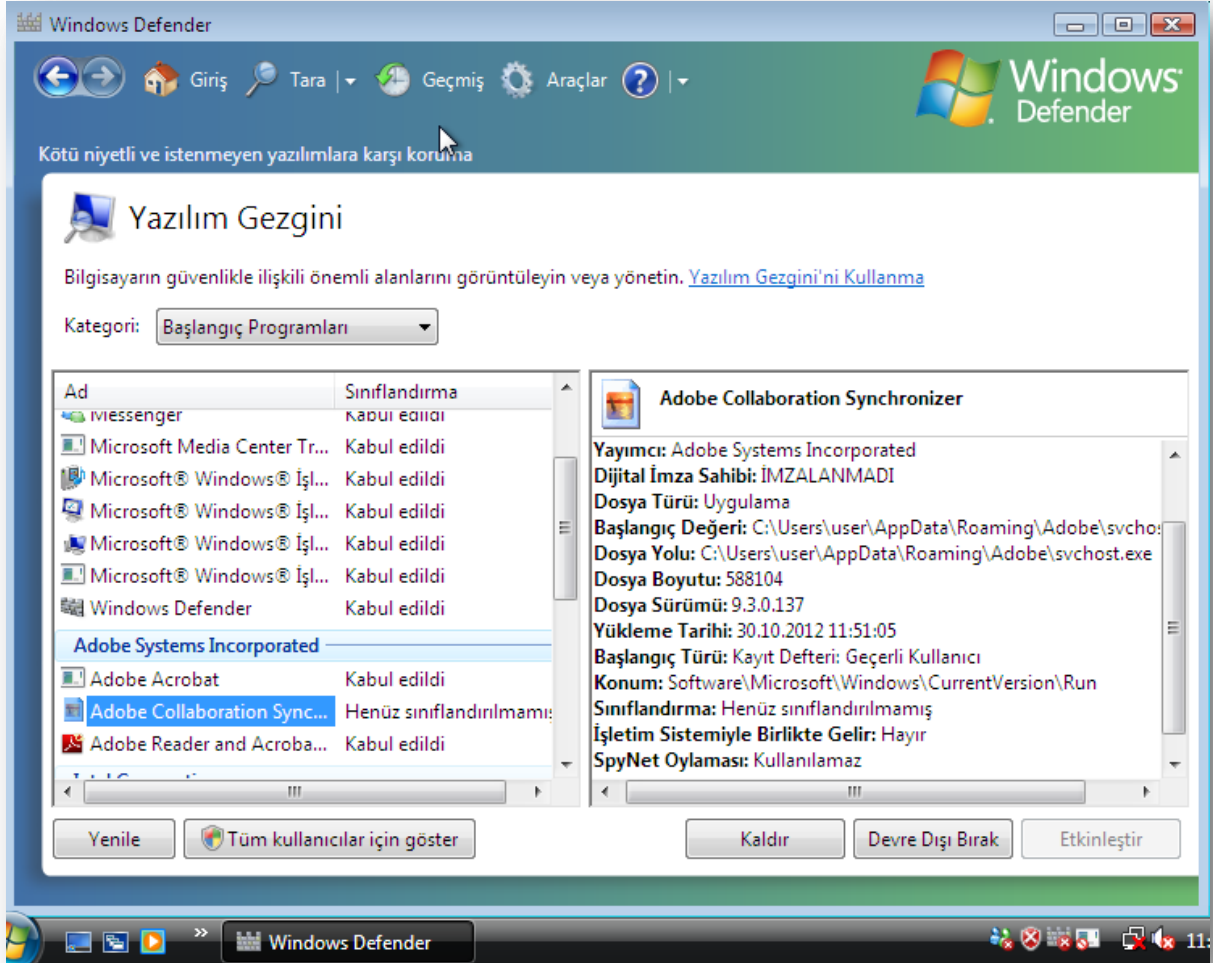 Windows Defender
Giriş Tara Geçmiş Araçlar
Windows
Defender
Kötü niyetli ve istenmeyen yazılımlara karşı koruma
Yazılım Gezgini
Bilgisayarın güvenlikle ilişkili önemli alanlarını görüntüleyin veya yönetin. Yazılım Gezgini'ni Kullanma
Kategori: Başlangıç Programları
Ad Sınıflandırma
Messenger Kabul edildi
Microsoft Media Center Tr... Kabul edildi
Microsoft® Windows® İşl... Kabul edildi
Microsoft® Windows® İşl... Kabul edildi
Microsoft® Windows® İşl... Kabul edildi
Microsoft® Windows® İşl... Kabul edildi
Windows Defender Kabul edildi
Adobe Systems Incorporated
Adobe Acrobat Kabul edildi
Adobe Collaboration Sync... Henüz sınıflandırılmamış
Adobe Reader and Acroba... Kabul edildi
Adobe Collaboration Synchronizer
Yayımcı: Adobe Systems Incorporated
Dijital İmza Sahibi: İMZALANMADI
Dosya Türü: Uygulama
Başlangıç Değeri: C:\Users\user\AppData\Roaming\Adobe\svchos
Dosya Yolu: C:\Users\user\AppData\Roaming\Adobe\svchost.exe
Dosya Boyutu: 588104
Dosya Sürümü: 9.3.0.137
Yükleme Tarihi: 30.10.2012 11:51:05
Başlangıç Türü: Kayıt Defteri: Geçerli Kullanıcı
Konum: Software\Microsoft\Windows\CurrentVersion\Run
Sınıflandırma: Henüz sınıflandırılmamış
İşletim Sistemiyle Birlikte Gelir: Hayır
SpyNet Oylaması: Kullanılamaz
Yenile Tüm kullanıcılar için göster Kaldır Devre Dışı Bırak Etkinleştir
Windows Defender 11: